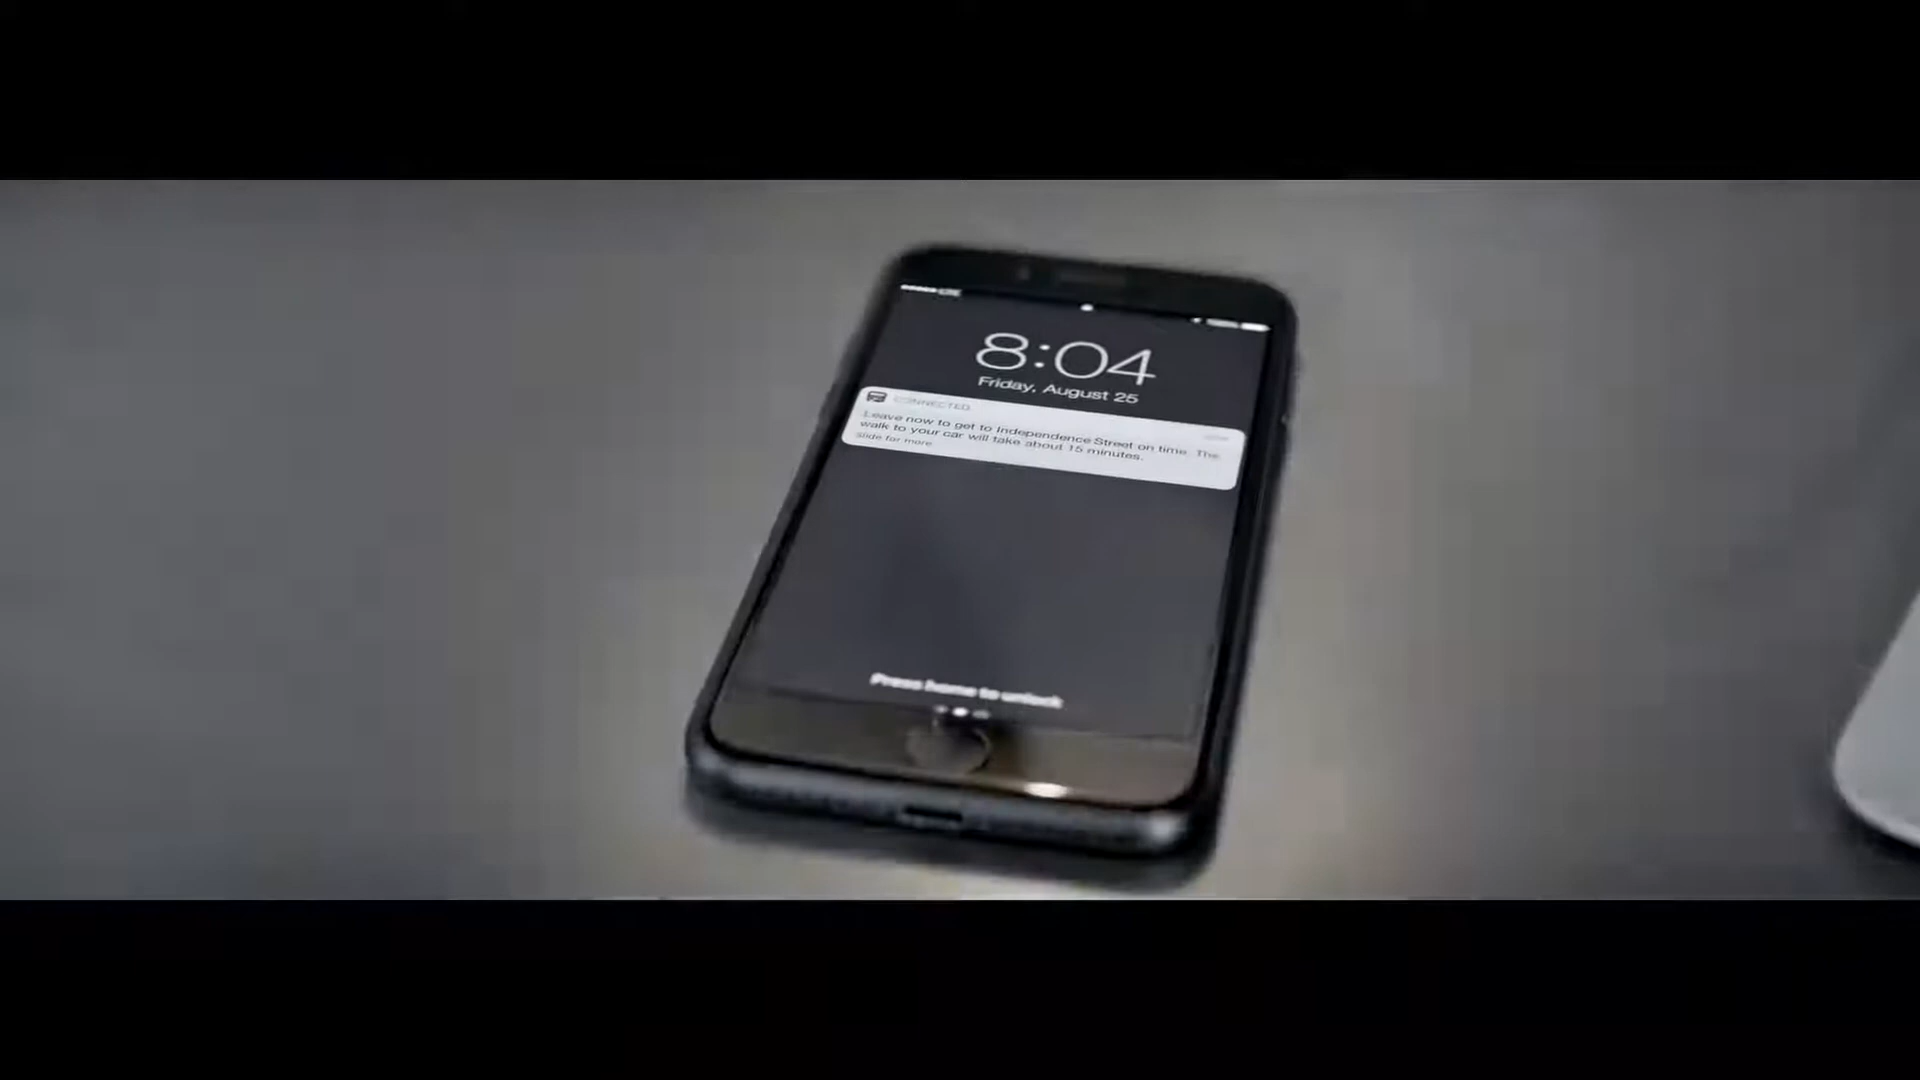 8:04
Friday, August 25
CONNECTED
Leave now to get to Independence Street on time. The
walk to your car will take about 15 minutes.
slide for more
Press home to unlock